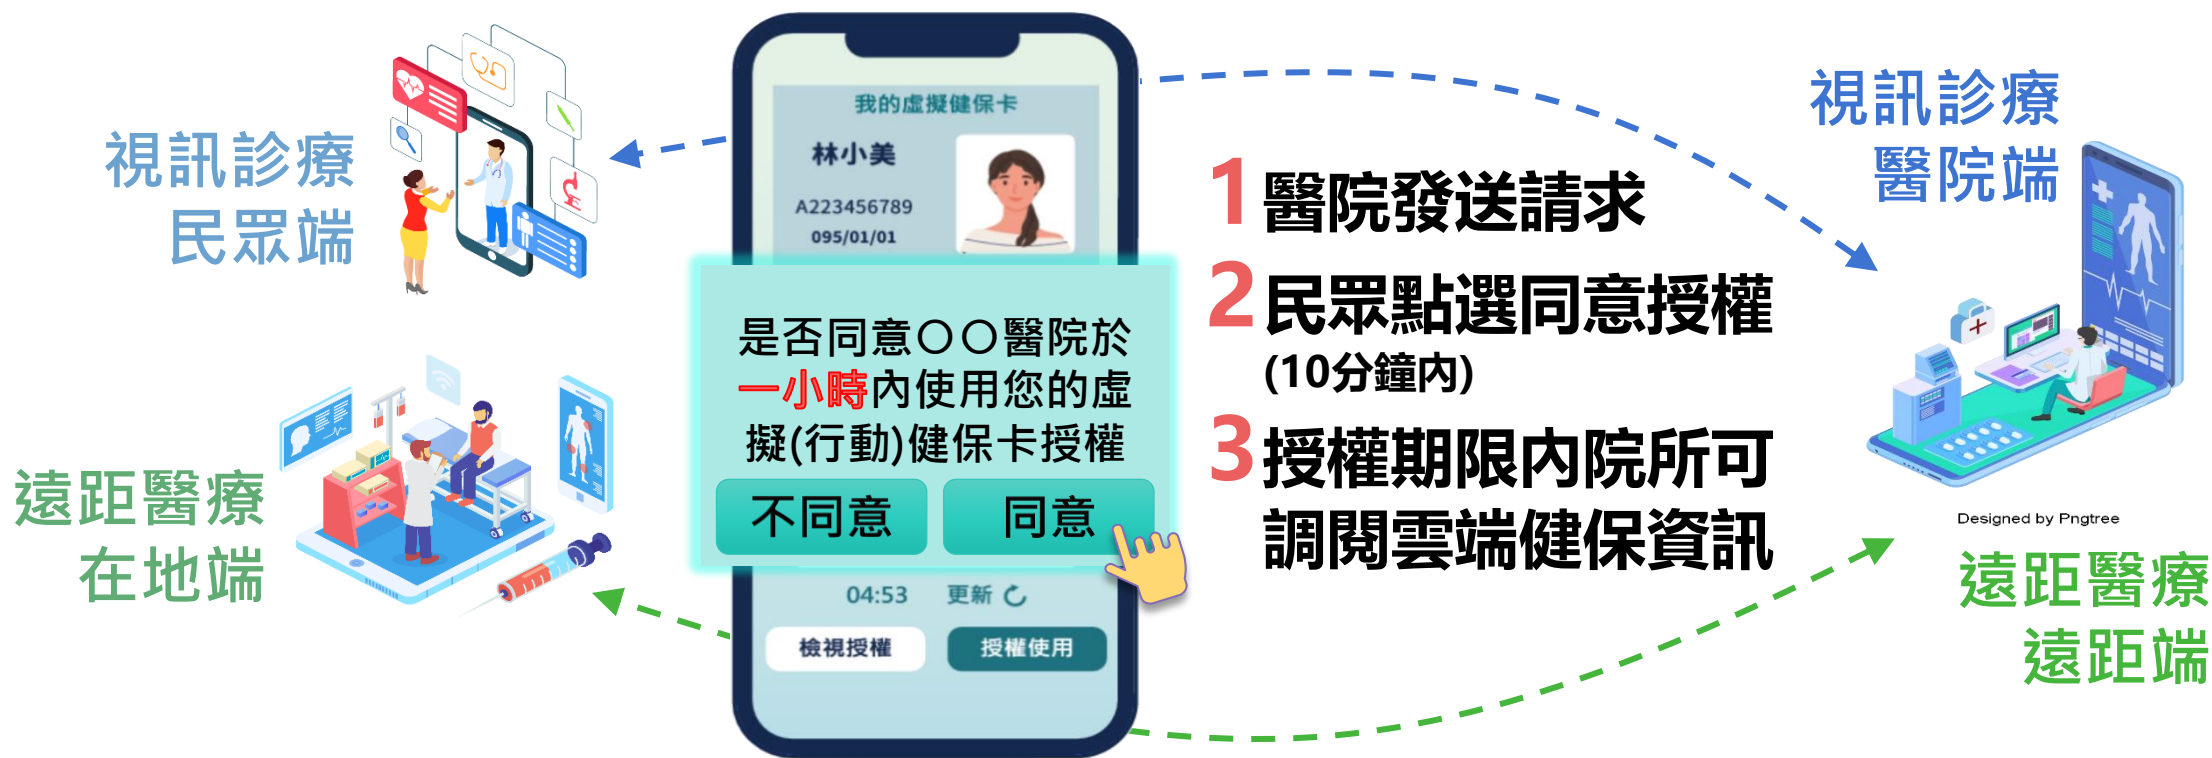 視訊診療
民眾端
遠距醫療
在地端
我的虛擬健保卡
林小美
A223456789
095/01/01
是否同意〇〇醫院於
一小時內使用您的虛
擬(行動)健保卡授權
不同意
同意
04:53
更新
檢視授權
授權使用
1 醫院發送請求
2 民眾點選同意授權
(10分鐘內)
3 授權期限內院所可
調閱雲端健保資訊
視訊診療
醫院端
Designed by Pngtree
遠距醫療
遠距端